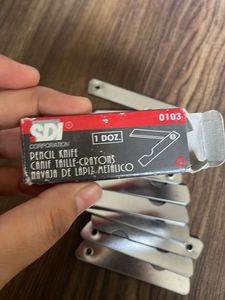 0103
SDI
CORPORATION
1 DOZ.
PENCIL KNIFE
CANIF TAILLE-CRAYONS
NAVAJA DE LAPIZ METALICO